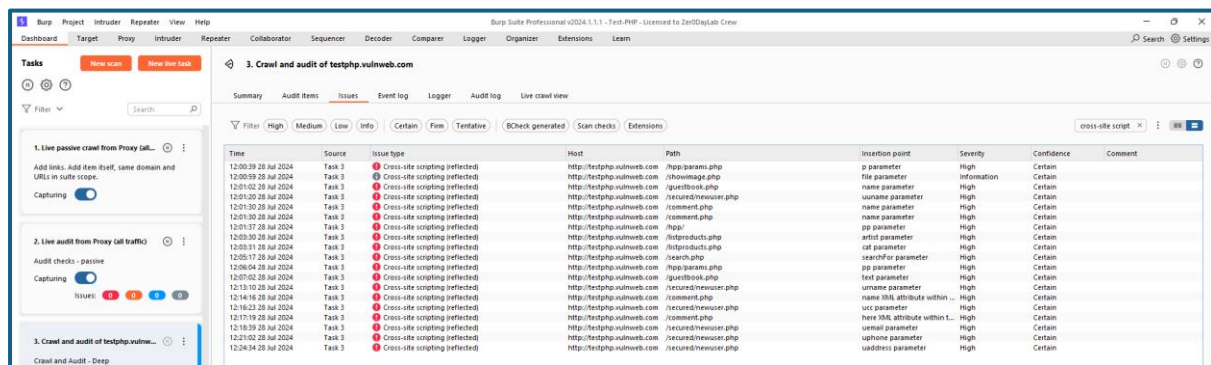 Burp Project Intruder Repeater View Help
Burp Suite Professional v2024.1.1.1 - Test-PHP - Licensed to Zer0DayLab Crew
Dashboard Target Proxy Intruder Repeater Collaborator Sequencer Decoder Comparer Logger Organizer Extensions Learn
Search Settings
Tasks New scan New live task
Filter Search
1. Live passive crawl from Proxy (all...
Add links. Add item itself, same domain and
URLs in suite scope.
Capturing
2. Live audit from Proxy (all traffic)
Audit checks - passive
Capturing
Issues: 0 0 0 0
3. Crawl and audit of testphp.vulnw...
Crawl and Audit - Deep
3. Crawl and audit of testphp.vulnweb.com
Summary Audit items Issues Event log Logger Audit log Live crawl view
Filter High Medium Low Info Certain Firm Tentative BCheck generated Scan checks Extensions cross-site script
Time Source Issue type Host Path Insertion point Severity Confidence Comment
12:00:39 28 Jul 2024 Task 3 Cross-site scripting (reflected) http://testphp.vulnweb.com /hpp/params.php p parameter High Certain
12:00:59 28 Jul 2024 Task 3 Cross-site scripting (reflected) http://testphp.vulnweb.com /showimage.php file parameter Information Certain
12:01:02 28 Jul 2024 Task 3 Cross-site scripting (reflected) http://testphp.vulnweb.com /guestbook.php name parameter High Certain
12:01:20 28 Jul 2024 Task 3 Cross-site scripting (reflected) http://testphp.vulnweb.com /secured/newuser.php uuname parameter High Certain
12:01:30 28 Jul 2024 Task 3 Cross-site scripting (reflected) http://testphp.vulnweb.com /comment.php name parameter High Certain
12:01:30 28 Jul 2024 Task 3 Cross-site scripting (reflected) http://testphp.vulnweb.com /comment.php name parameter High Certain
12:01:37 28 Jul 2024 Task 3 Cross-site scripting (reflected) http://testphp.vulnweb.com /hpp/ pp parameter High Certain
12:03:30 28 Jul 2024 Task 3 Cross-site scripting (reflected) http://testphp.vulnweb.com /listproducts.php artist parameter High Certain
12:03:31 28 Jul 2024 Task 3 Cross-site scripting (reflected) http://testphp.vulnweb.com /listproducts.php cat parameter High Certain
12:05:17 28 Jul 2024 Task 3 Cross-site scripting (reflected) http://testphp.vulnweb.com /search.php searchFor parameter High Certain
12:06:04 28 Jul 2024 Task 3 Cross-site scripting (reflected) http://testphp.vulnweb.com /hpp/params.php pp parameter High Certain
12:07:02 28 Jul 2024 Task 3 Cross-site scripting (reflected) http://testphp.vulnweb.com /guestbook.php text parameter High Certain
12:13:10 28 Jul 2024 Task 3 Cross-site scripting (reflected) http://testphp.vulnweb.com /secured/newuser.php urname parameter High Certain
12:14:16 28 Jul 2024 Task 3 Cross-site scripting (reflected) http://testphp.vulnweb.com /comment.php name XML attribute within ... High Certain
12:16:23 28 Jul 2024 Task 3 Cross-site scripting (reflected) http://testphp.vulnweb.com /secured/newuser.php ucc parameter High Certain
12:17:19 28 Jul 2024 Task 3 Cross-site scripting (reflected) http://testphp.vulnweb.com /comment.php here XML attribute within t... High Certain
12:18:39 28 Jul 2024 Task 3 Cross-site scripting (reflected) http://testphp.vulnweb.com /secured/newuser.php uemail parameter High Certain
12:21:02 28 Jul 2024 Task 3 Cross-site scripting (reflected) http://testphp.vulnweb.com /secured/newuser.php uphone parameter High Certain
12:24:34 28 Jul 2024 Task 3 Cross-site scripting (reflected) http://testphp.vulnweb.com /secured/newuser.php uaddress parameter High Certain